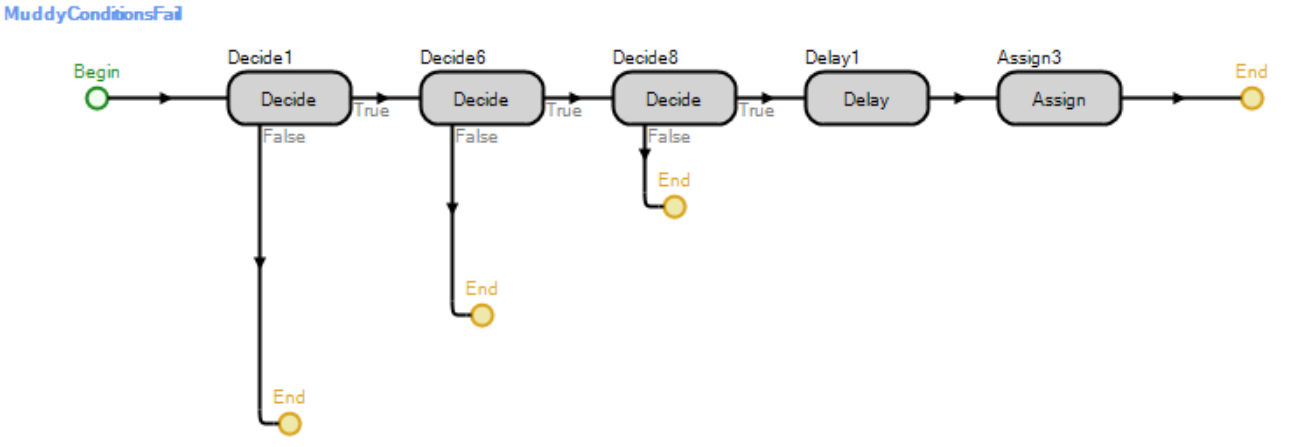 MuddyConditionsFail
Decide1 Decide6 Decide8 Delay1 Assign3
Begin End
Decide Decide Decide Delay Assign
True True True
False False False
End
End
End